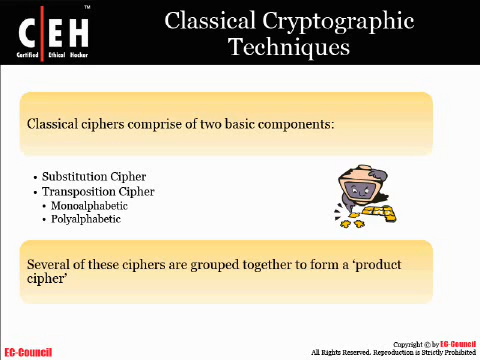 C|EH
TM
Certified Ethical Hacker
Classical Cryptographic
Techniques
Classical ciphers comprise of two basic components:
• Substitution Cipher
• Transposition Cipher
• Monoalphabetic
• Polyalphabetic
Several of these ciphers are grouped together to form a ‘product
cipher’
EC-Council
Copyright © by EC-Council
All Rights Reserved. Reproduction is Strictly Prohibited